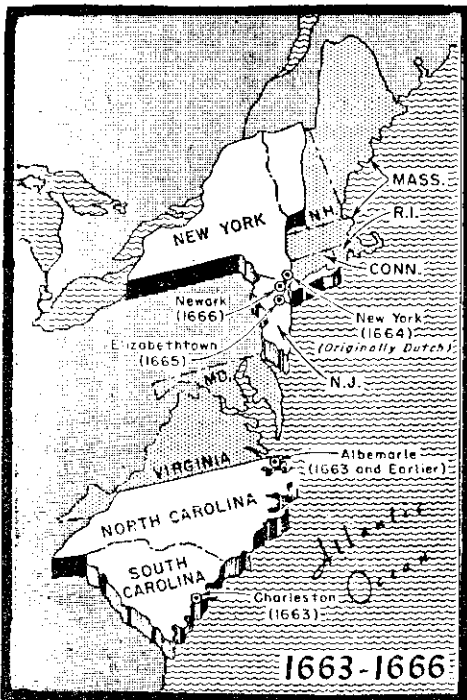 MASS.
N.H.
R.I.
NEW YORK
CONN.
Newark
(1666)
New York
(1664)
(Originally Dutch)
Elizabethtown
(1665)
MD.
N.J.
VIRGINIA
Albemarle
(1663 and Earlier)
NORTH CAROLINA
Atlantic
Ocean
SOUTH
CAROLINA
Charleston
(1663)
1663-1666